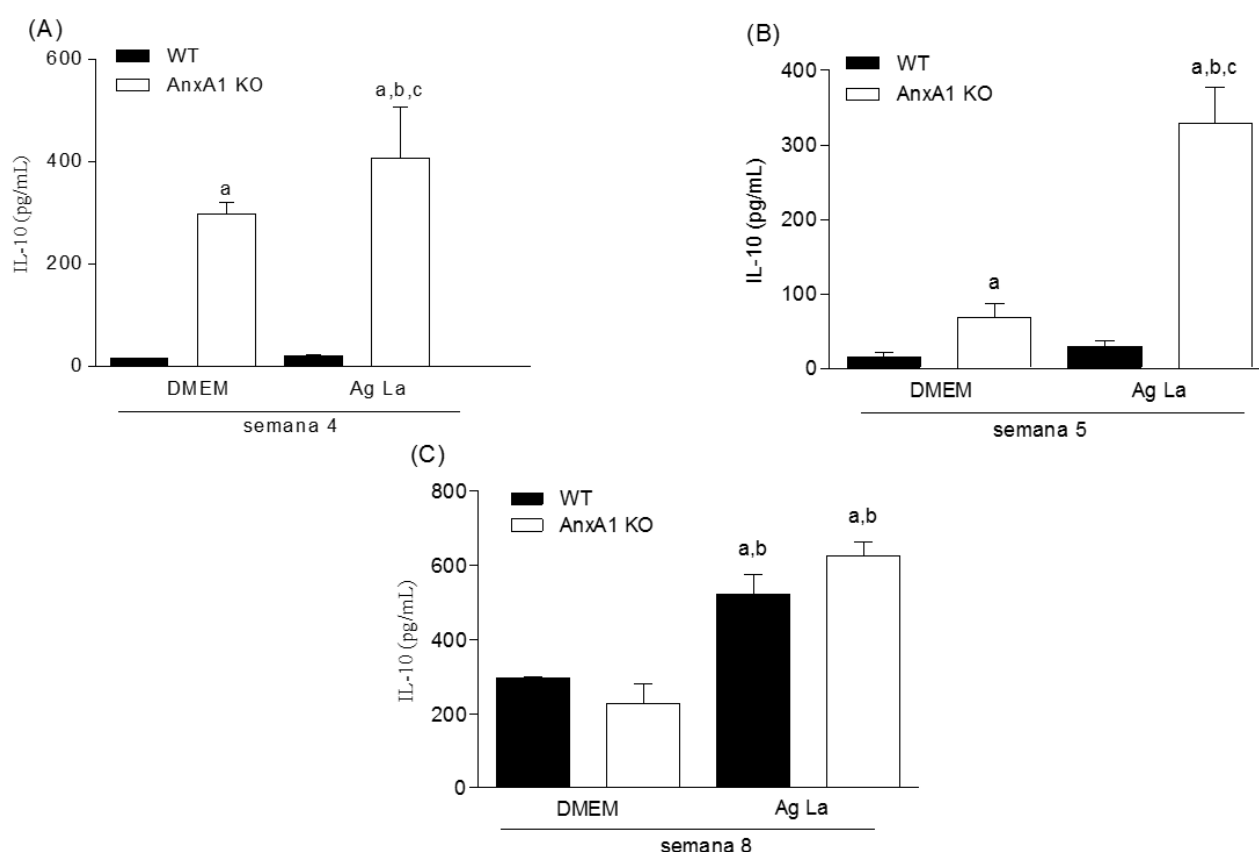 (A)
WT
AnxA1 KO
IL-10 (pg/mL)
600
400
200
0
a
a,b,c
DMEM
Ag La
semana 4
(B)
WT
AnxA1 KO
IL-10 (pg/mL)
400
300
200
100
0
a
a,b,c
DMEM
Ag La
semana 5
(C)
WT
AnxA1 KO
IL-10 (pg/mL)
800
600
400
200
0
a,b
a,b
DMEM
Ag La
semana 8